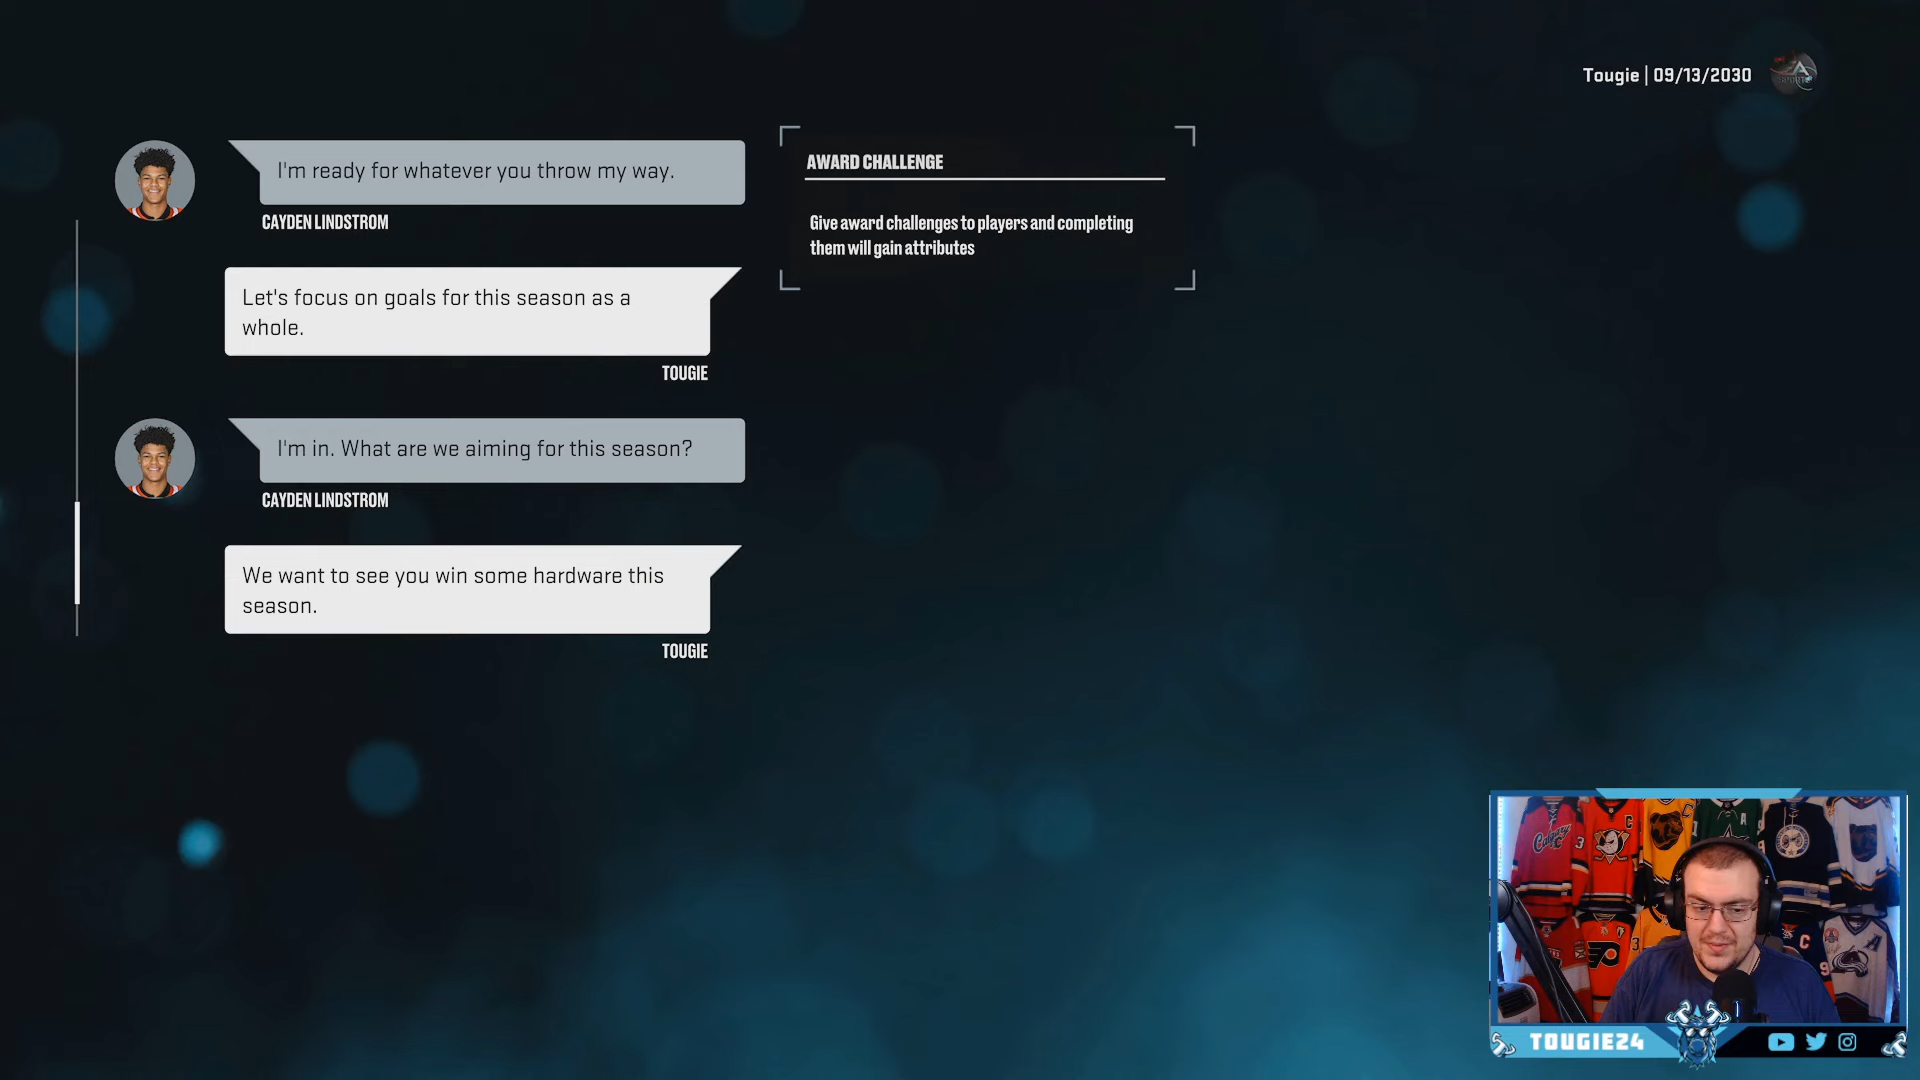 Tougie | 09/13/2030
I'm ready for whatever you throw my way.
CAYDEN LINDSTROM
Let's focus on goals for this season as a
whole.
TOUGIE
I'm in. What are we aiming for this season?
CAYDEN LINDSTROM
We want to see you win some hardware this
season.
TOUGIE
AWARD CHALLENGE
Give award challenges to players and completing
them will gain attributes
Calgary
C
A
3
C
A
TOUGIE24